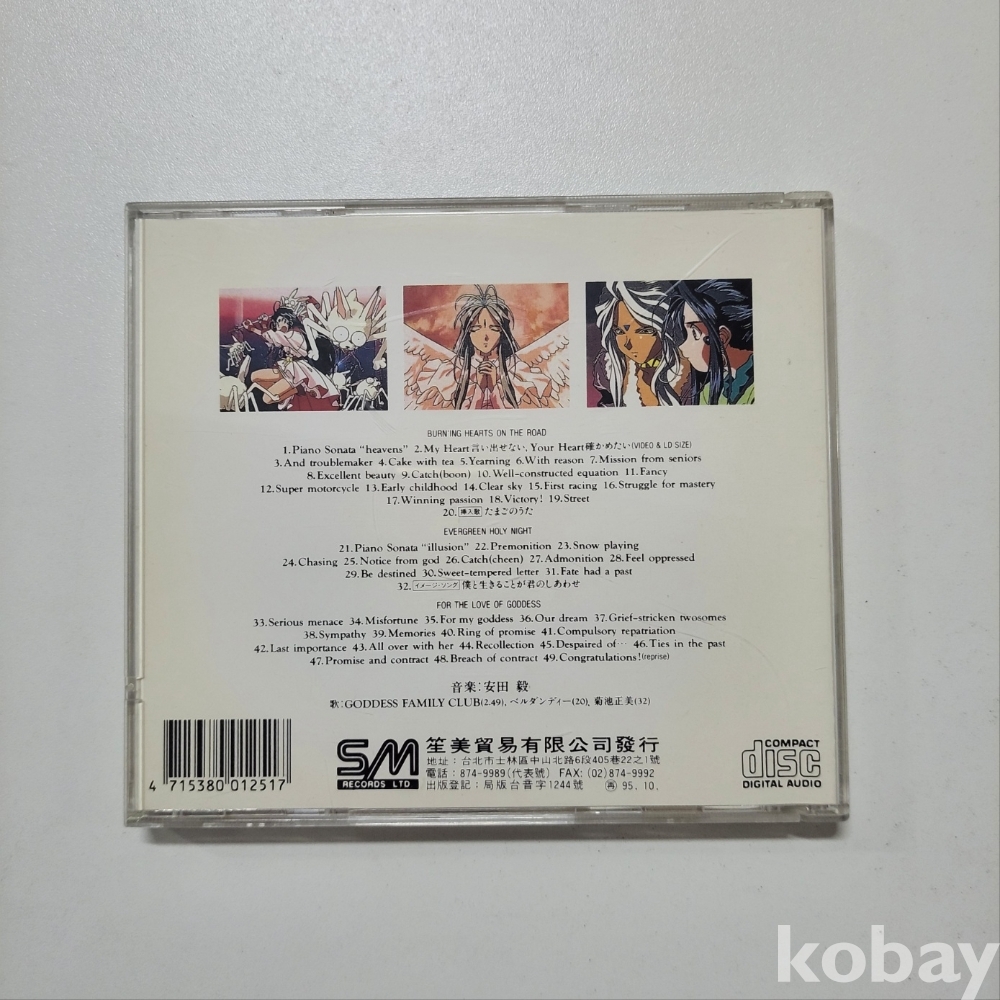 BURN'ING HEARTS ON THE ROAD
1.Piano Sonata "heavens" 2.My Heart言い出せない, Your Heart確かめたい(VIDEO & LD SIZE)
3.And troublemaker 4.Cake with tea 5.Yearning 6.With reason 7.Mission from seniors
8.Excellent beauty 9.Catch(boon) 10.Well-constructed equation 11.Fancy
12.Super motorcycle 13.Early childhood 14.Clear sky 15.First racing 16.Struggle for mastery
17.Winning passion 18.Victory! 19.Street
20.挿入歌 たまごのうた
EVERGREEN HOLY NIGHT
21.Piano Sonata "illusion" 22.Premonition 23.Snow playing
24.Chasing 25.Notice from god 26.Catch(cheen) 27.Admonition 28.Feel oppressed
29.Be destined 30.Sweet-tempered letter 31.Fate had a past
32.イメージ・ソング 僕と生きることが君のしあわせ
FOR THE LOVE OF GODDESS
33.Serious menace 34.Misfortune 35.For my goddess 36.Our dream 37.Grief-stricken twosomes
38.Sympathy 39.Memories 40.Ring of promise 41.Compulsory repatriation
42.Last importance 43.All over with her 44.Recollection 45.Despaired of… 46.Ties in the past
47.Promise and contract 48.Breach of contract 49.Congratulations!(reprise)
音楽:安田 毅
歌:GODDESS FAMILY CLUB(2.49), ベルダンディー(20), 菊池正美(32)
4 715380 012517
SM
RECORDS LTD
笙美貿易有限公司發行
地址:台北市士林區中山北路6段405巷22之1號
電話:874-9989(代表號) FAX:(02)874-9992
出版登記:局版台音字1244號 再 95.10.
COMPACT
disc
DIGITAL AUDIO
kobay